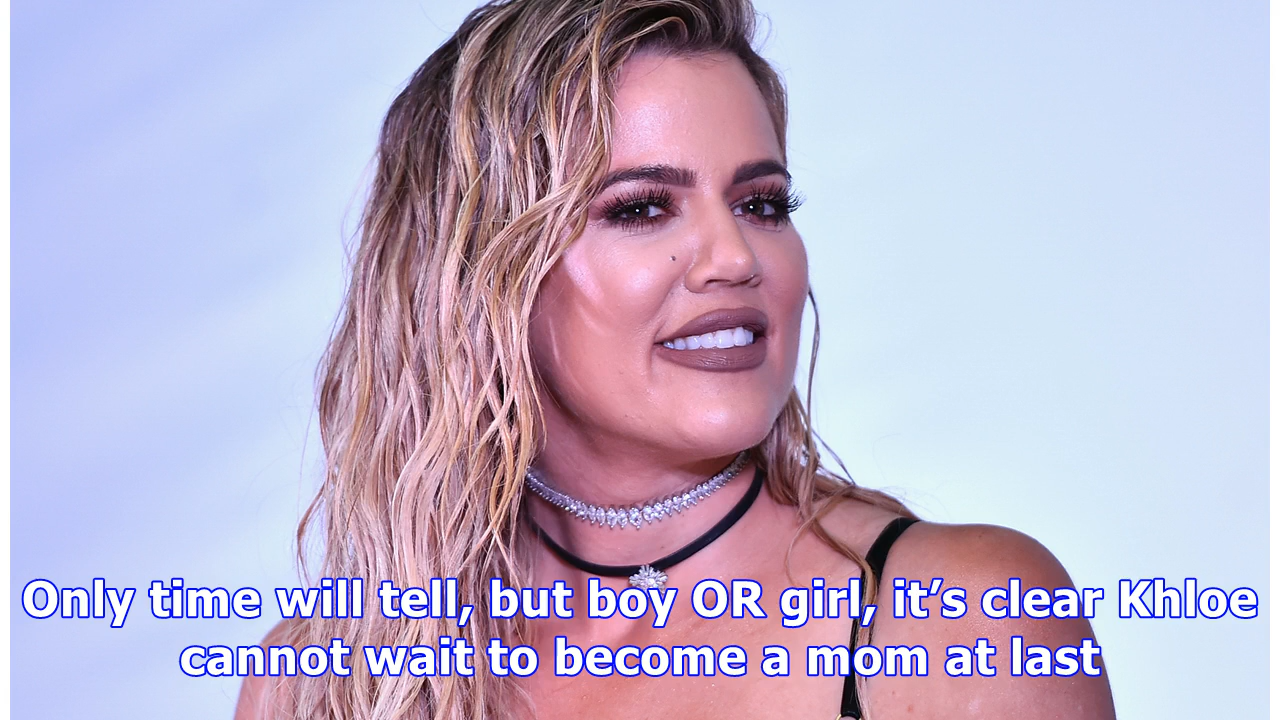 Only time will tell, but boy OR girl, it’s clear Khloe
cannot wait to become a mom at last